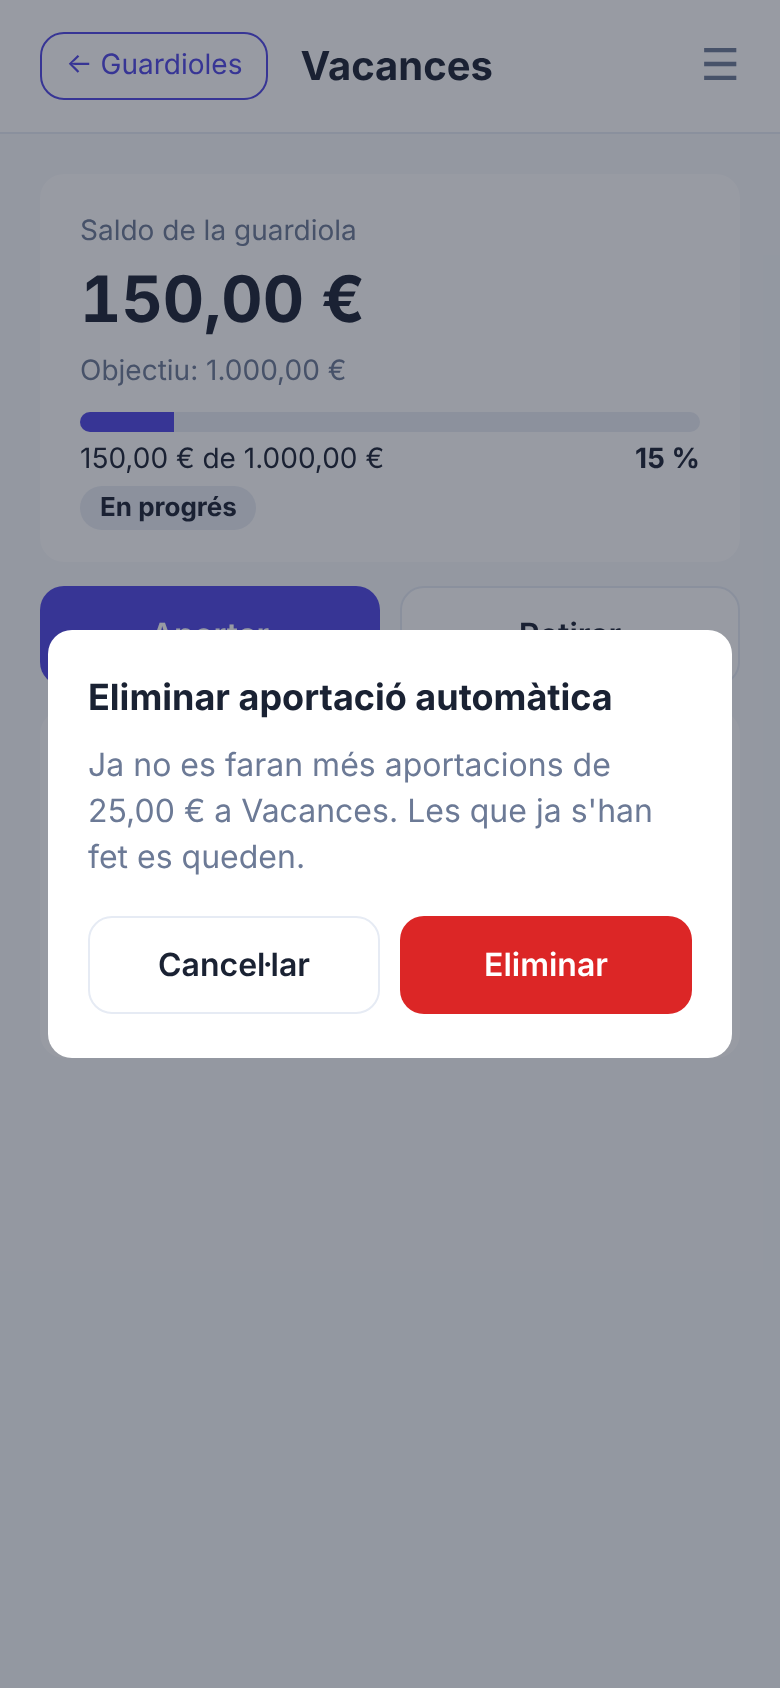 ← Guardioles
Vacances
Saldo de la guardiola
150,00 €
Objectiu: 1.000,00 €
150,00 € de 1.000,00 €
15 %
En progrés
Eliminar aportació automàtica
Ja no es faran més aportacions de
25,00 € a Vacances. Les que ja s'han
fet es queden.
Cancel·lar
Eliminar